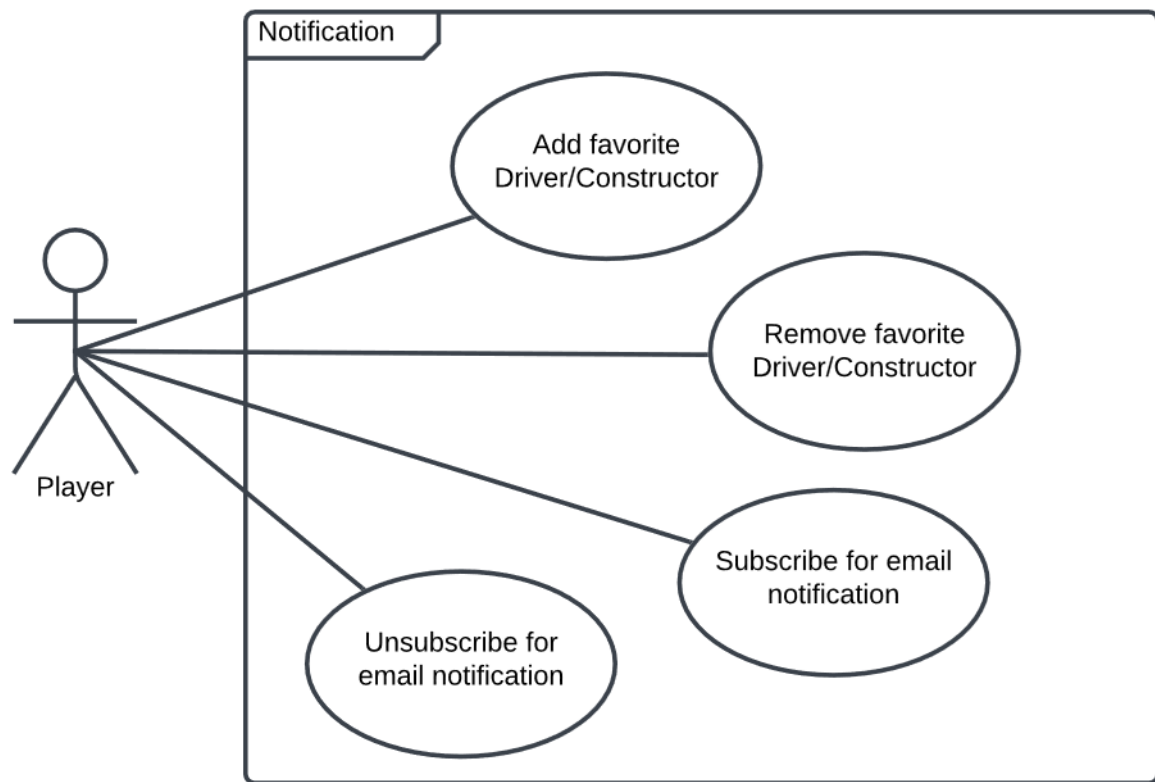 Notification
Add favorite
Driver/Constructor
Remove favorite
Driver/Constructor
Player
Subscribe for email
notification
Unsubscribe for
email notification